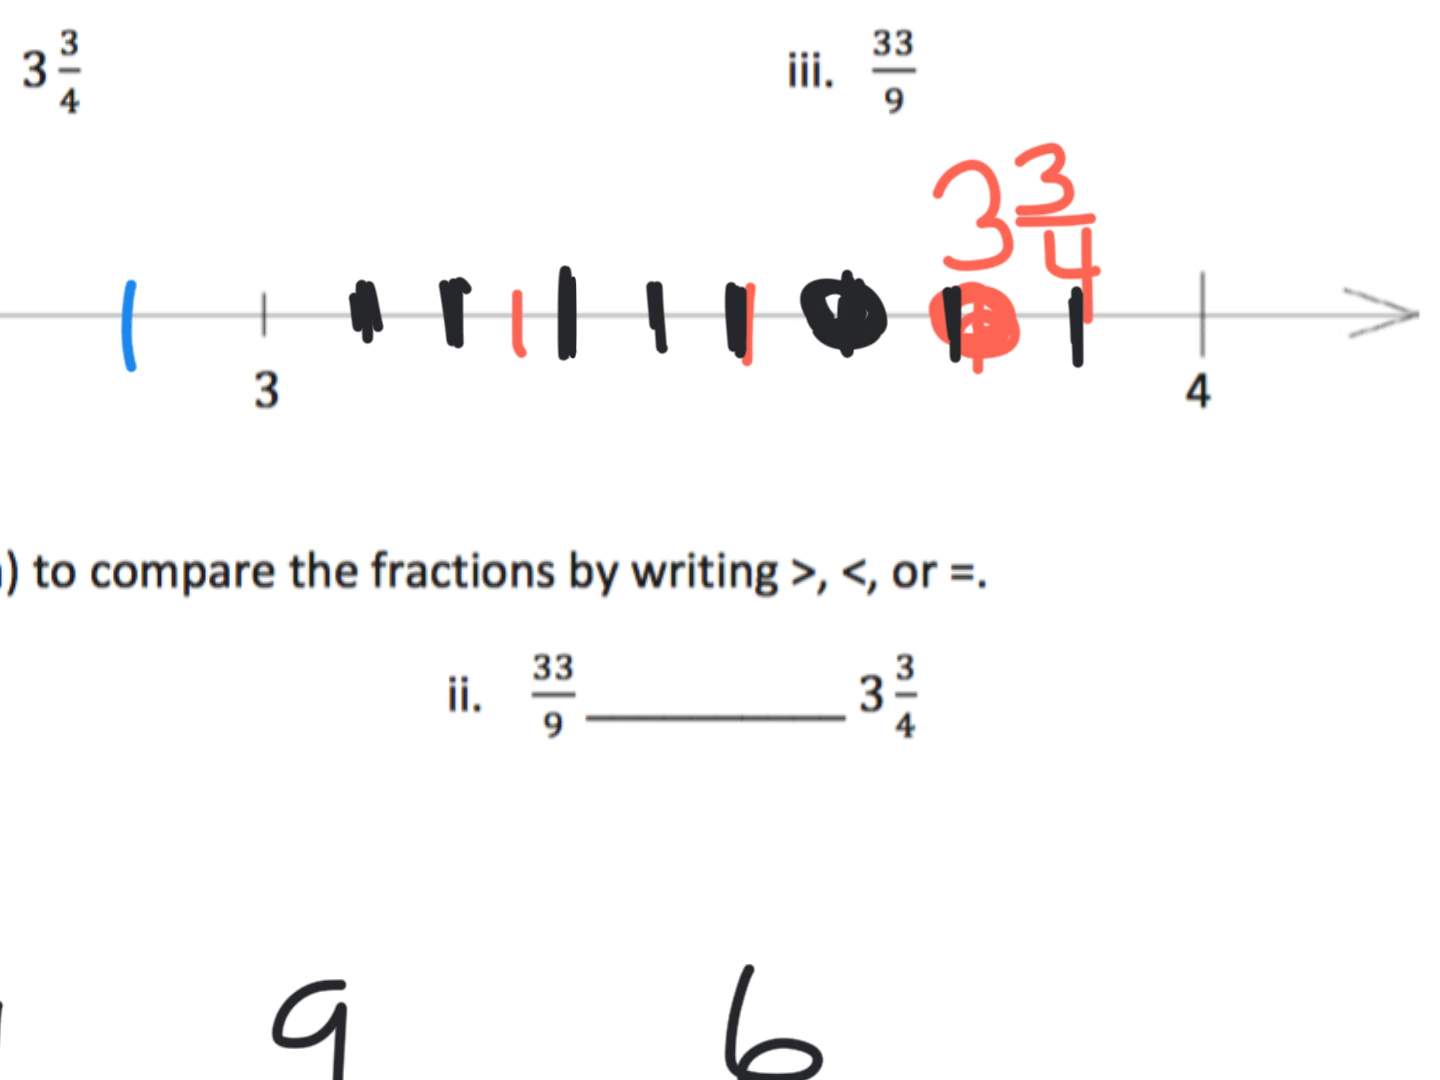 3 3/4 iii. 33/9
3 3/4
3 4
) to compare the fractions by writing >, <, or =.
ii. 33/9 __________ 3 3/4
9 6